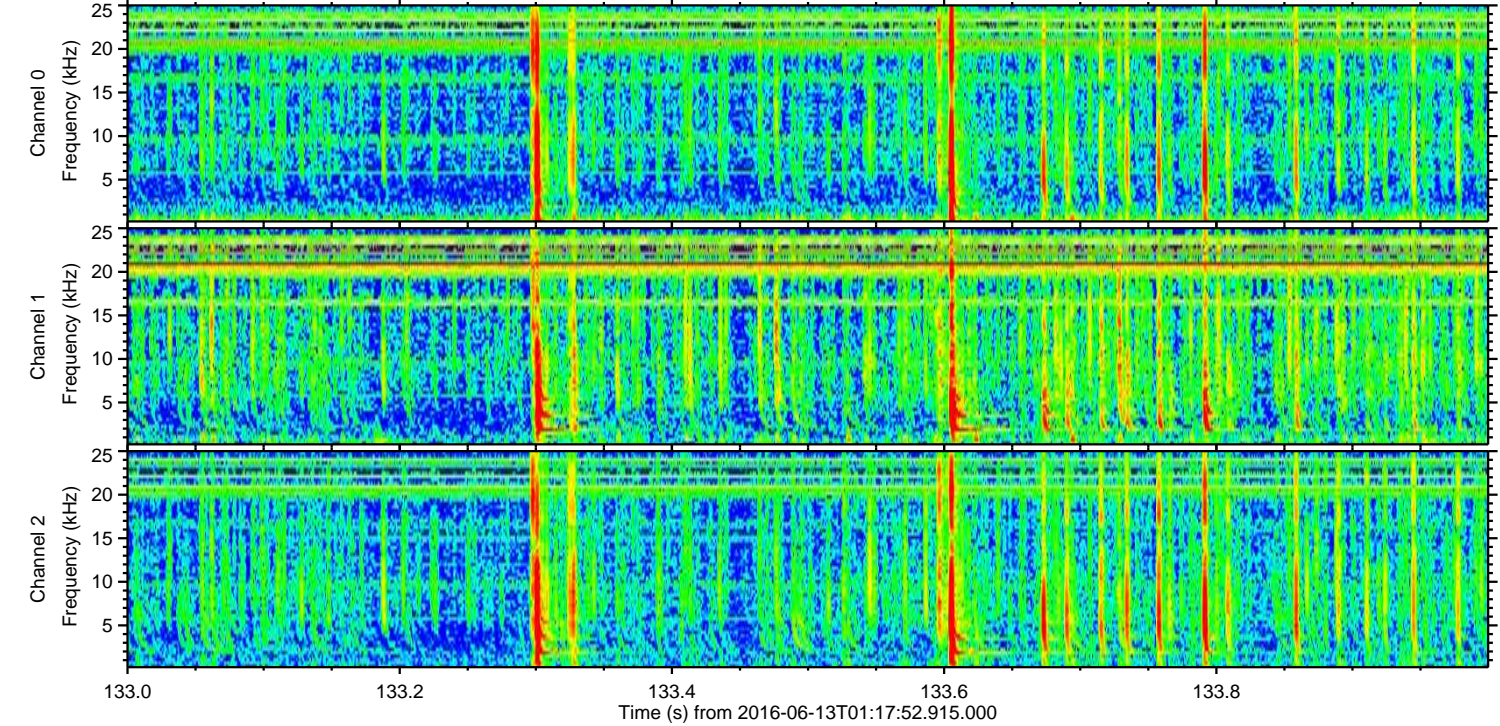 25
20
15
10
5
Channel 0
Frequency (kHz)
25
20
15
10
5
Channel 1
Frequency (kHz)
25
20
15
10
5
Channel 2
Frequency (kHz)
133.0 133.2 133.4 133.6 133.8
Time (s) from 2016-06-13T01:17:52.915.000